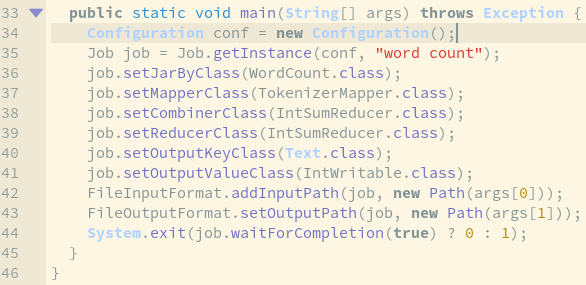 33 public static void main(String[] args) throws Exception {
34 Configuration conf = new Configuration();
35 Job job = Job.getInstance(conf, "word count");
36 job.setJarByClass(WordCount.class);
37 job.setMapperClass(TokenizerMapper.class);
38 job.setCombinerClass(IntSumReducer.class);
39 job.setReducerClass(IntSumReducer.class);
40 job.setOutputKeyClass(Text.class);
41 job.setOutputValueClass(IntWritable.class);
42 FileInputFormat.addInputPath(job, new Path(args[0]));
43 FileOutputFormat.setOutputPath(job, new Path(args[1]));
44 System.exit(job.waitForCompletion(true) ? 0 : 1);
45 }
46 }